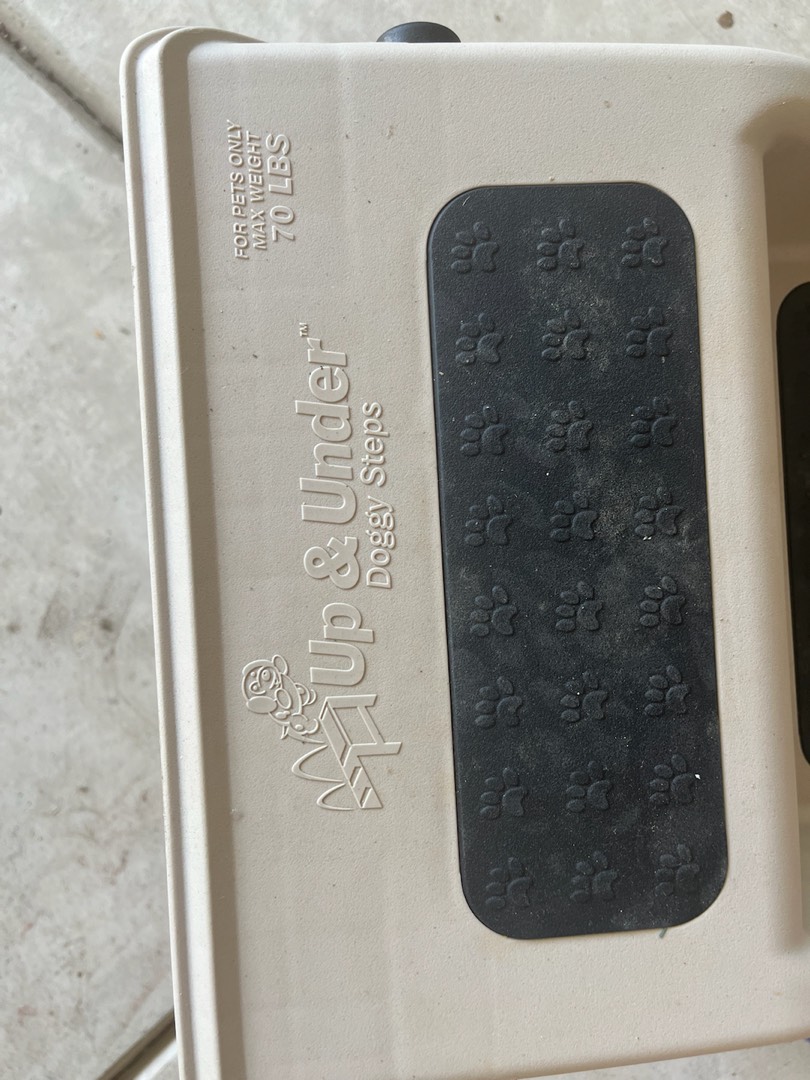 FOR PETS ONLY
MAX WEIGHT
70 LBS
Up & Under™
Doggy Steps